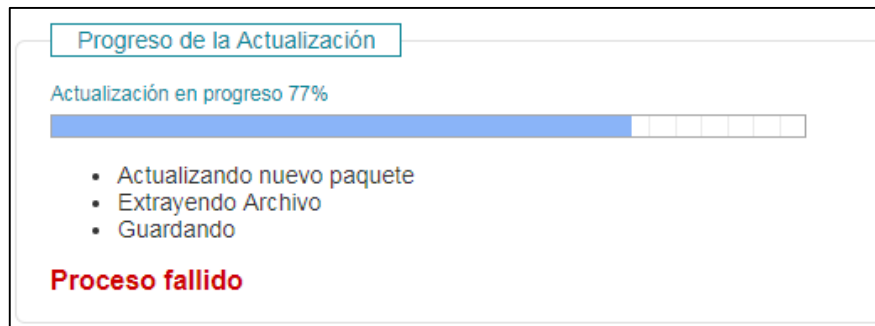 Progreso de la Actualización
Actualización en progreso 77%
Actualizando nuevo paquete
Extrayendo Archivo
Guardando
Proceso fallido